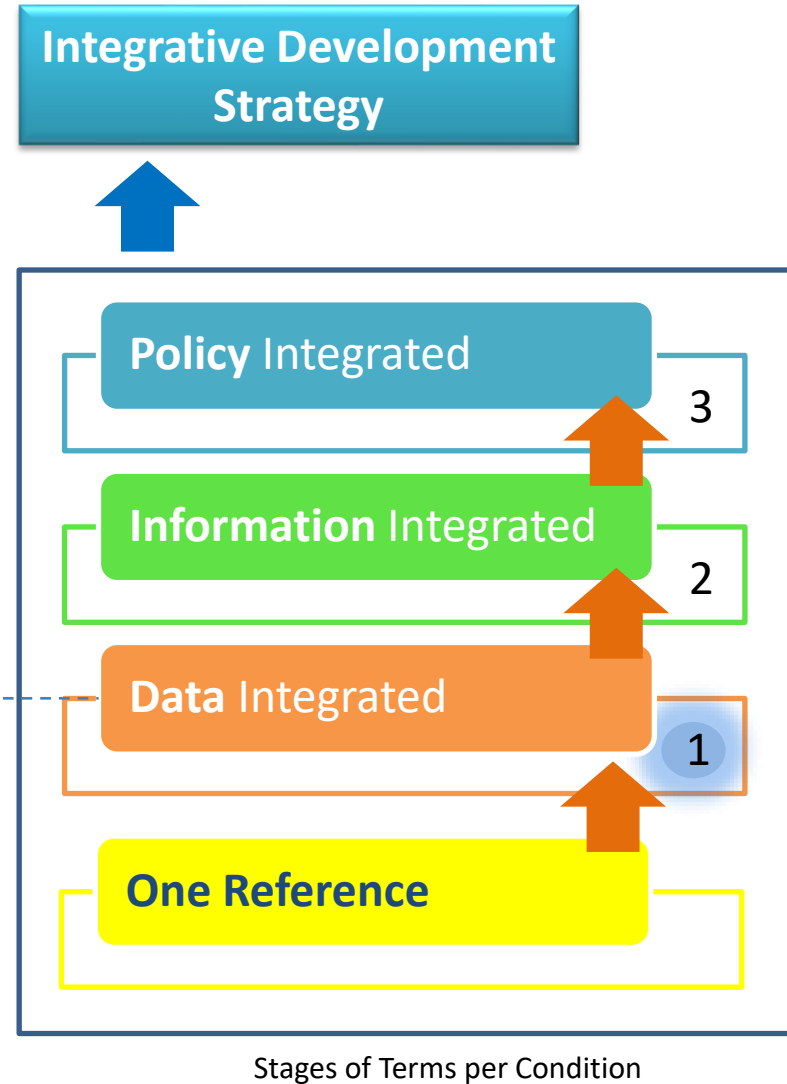 Integrative Development
Strategy
Policy Integrated
3
Information Integrated
2
Data Integrated
1
One Reference
Stages of Terms per Condition